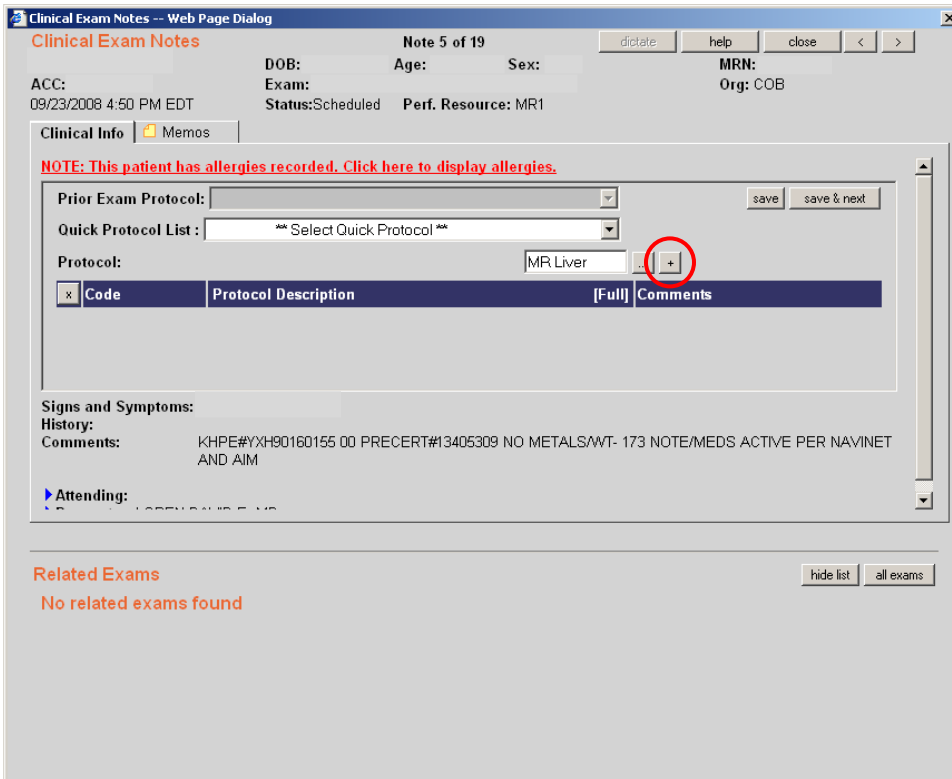 Clinical Exam Notes -- Web Page Dialog
Clinical Exam Notes Note 5 of 19 dictate help close < >
DOB: Age: Sex: MRN:
ACC: Exam: Org: COB
09/23/2008 4:50 PM EDT Status:Scheduled Perf. Resource: MR1
Clinical Info Memos
NOTE: This patient has allergies recorded. Click here to display allergies.
Prior Exam Protocol: save save & next
Quick Protocol List : ** Select Quick Protocol **
Protocol: MR Liver ... +
x Code Protocol Description [Full] Comments
Signs and Symptoms:
History:
Comments: KHPE#YXH90160155 00 PRECERT#13405309 NO METALS/WT- 173 NOTE/MEDS ACTIVE PER NAVINET
AND AIM
Attending:
Related Exams hide list all exams
No related exams found